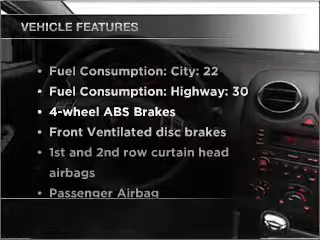 VEHICLE FEATURES
• Fuel Consumption: City: 22
• Fuel Consumption: Highway: 30
• 4-wheel ABS Brakes
• Front Ventilated disc brakes
• 1st and 2nd row curtain head
airbags
• Passenger Airbag